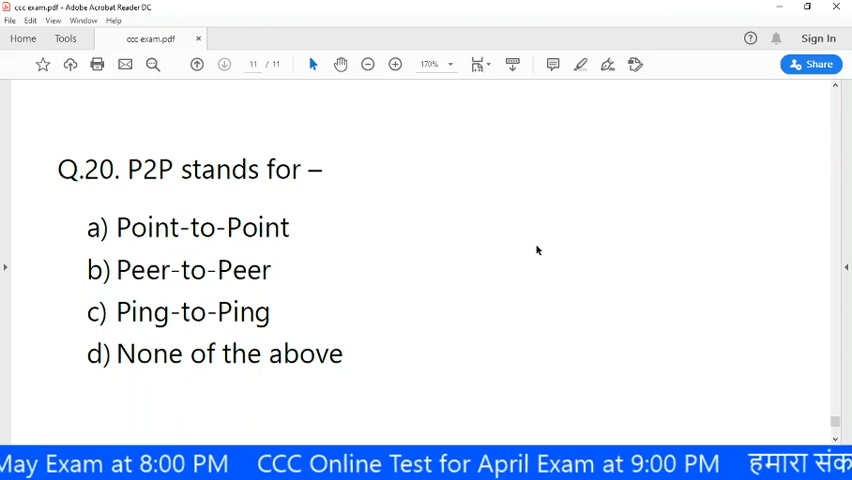 ccc exam.pdf - Adobe Acrobat Reader DC
File Edit View Window Help
Home Tools ccc exam.pdf × Sign In
11 / 11 170% Share
Q.20. P2P stands for –
a) Point-to-Point
b) Peer-to-Peer
c) Ping-to-Ping
d) None of the above
May Exam at 8:00 PM CCC Online Test for April Exam at 9:00 PM हमारा संक